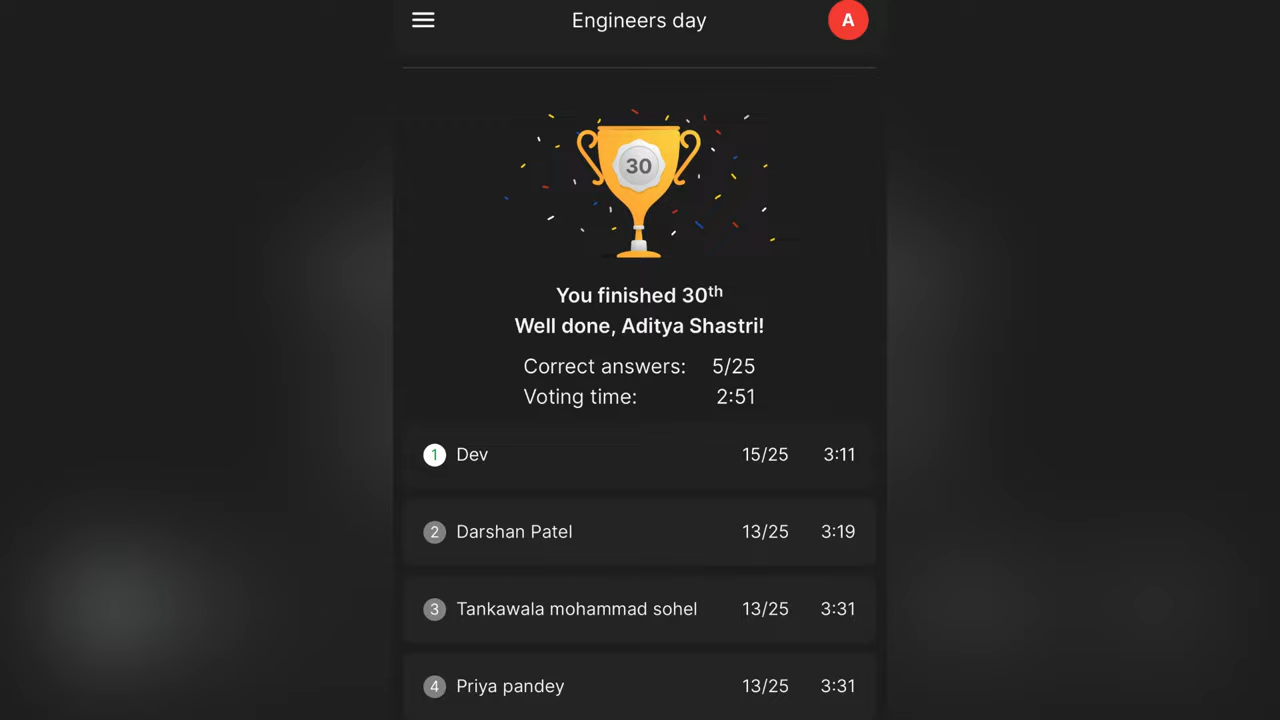 Engineers day
A
30
You finished 30th
Well done, Aditya Shastri!
Correct answers: 5/25
Voting time: 2:51
1 Dev 15/25 3:11
2 Darshan Patel 13/25 3:19
3 Tankawala mohammad sohel 13/25 3:31
4 Priya pandey 13/25 3:31